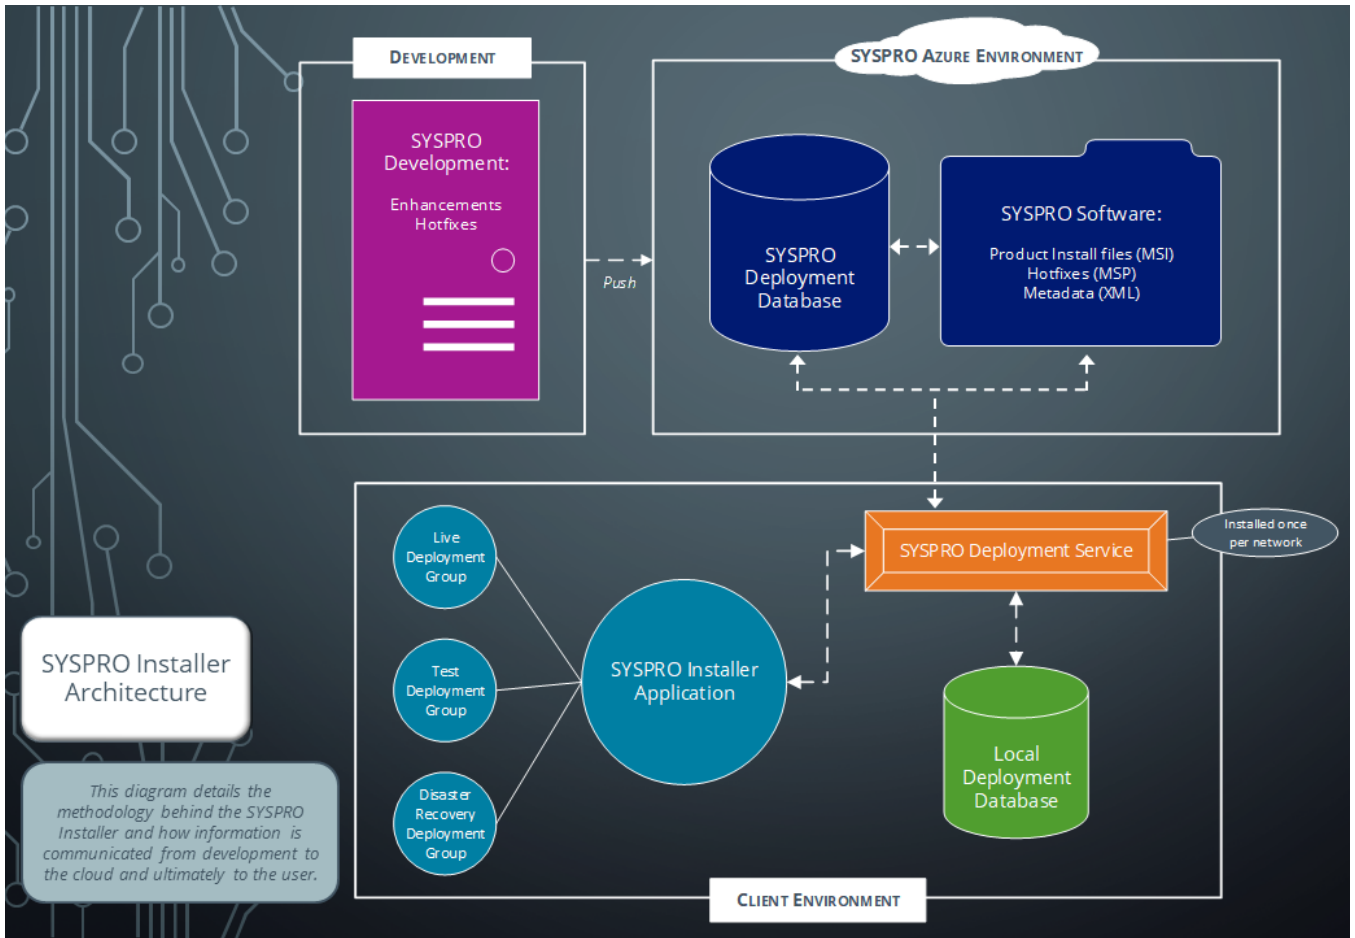 DEVELOPMENT
SYSPRO AZURE ENVIRONMENT
SYSPRO
Development:
Enhancements
Hotfixes
Push
SYSPRO
Deployment
Database
SYSPRO Software:
Product Install files (MSI)
Hotfixes (MSP)
Metadata (XML)
Live
Deployment
Group
Test
Deployment
Group
Disaster
Recovery
Deployment
Group
SYSPRO Installer
Application
SYSPRO Deployment Service
Installed once
per network
Local
Deployment
Database
CLIENT ENVIRONMENT
SYSPRO Installer
Architecture
This diagram details the
methodology behind the SYSPRO
Installer and how information is
communicated from development to
the cloud and ultimately to the user.